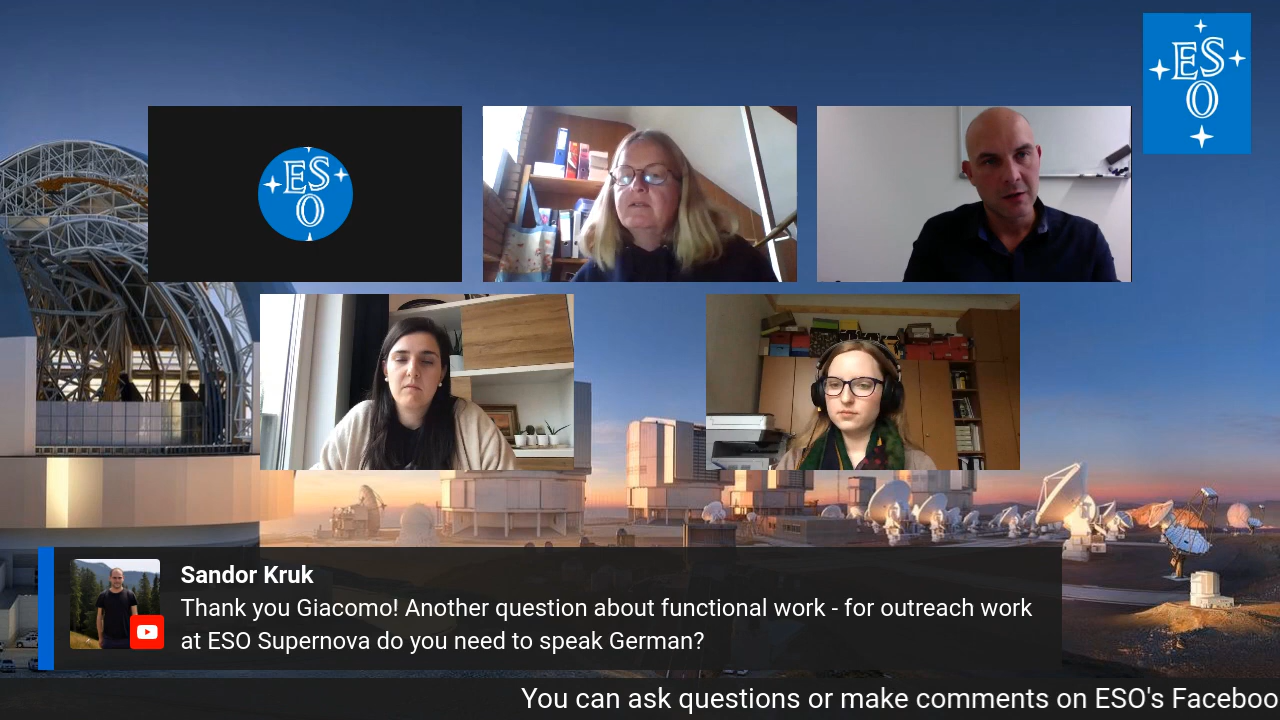 ESO
ESO
Sandor Kruk
Thank you Giacomo! Another question about functional work - for outreach work
at ESO Supernova do you need to speak German?
You can ask questions or make comments on ESO's Faceboo